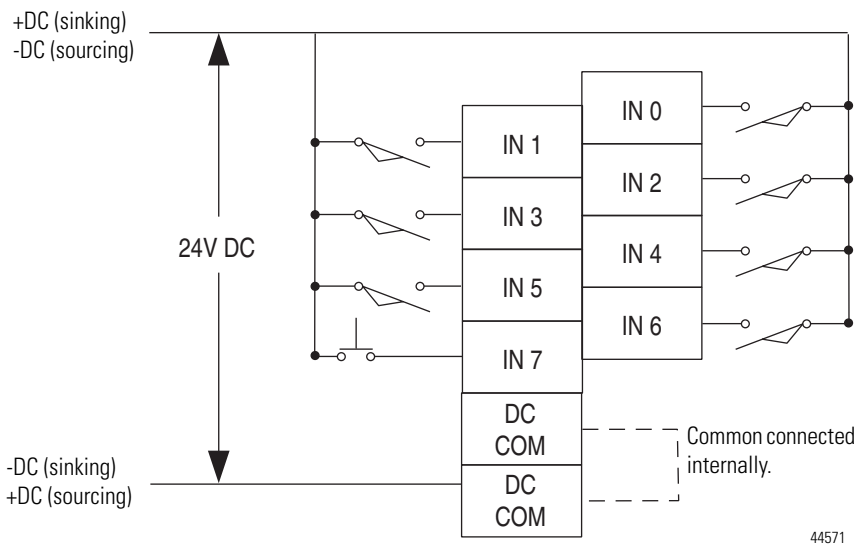 +DC (sinking)
-DC (sourcing)
IN 0
IN 1
IN 2
IN 3
24V DC
IN 4
IN 5
IN 6
IN 7
DC
COM
Common connected
internally.
-DC (sinking)
+DC (sourcing)
DC
COM
44571